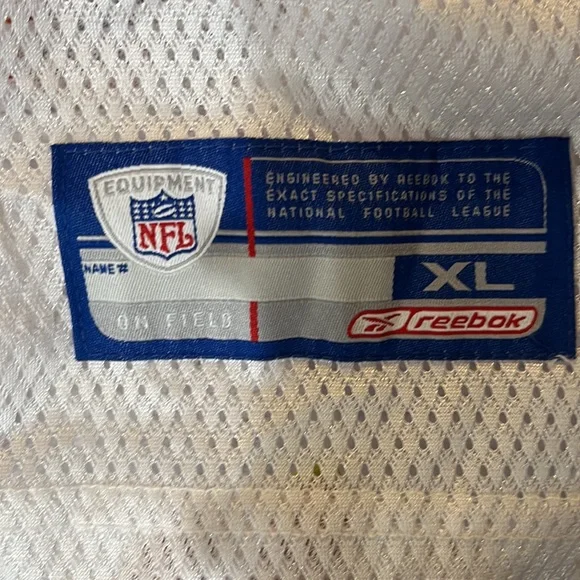 EQUIPMENT
NFL
ENGINEERED BY REEBOK TO THE
EXACT SPECIFICATIONS OF THE
NATIONAL FOOTBALL LEAGUE
NAME#
XL
ON FIELD
reebok